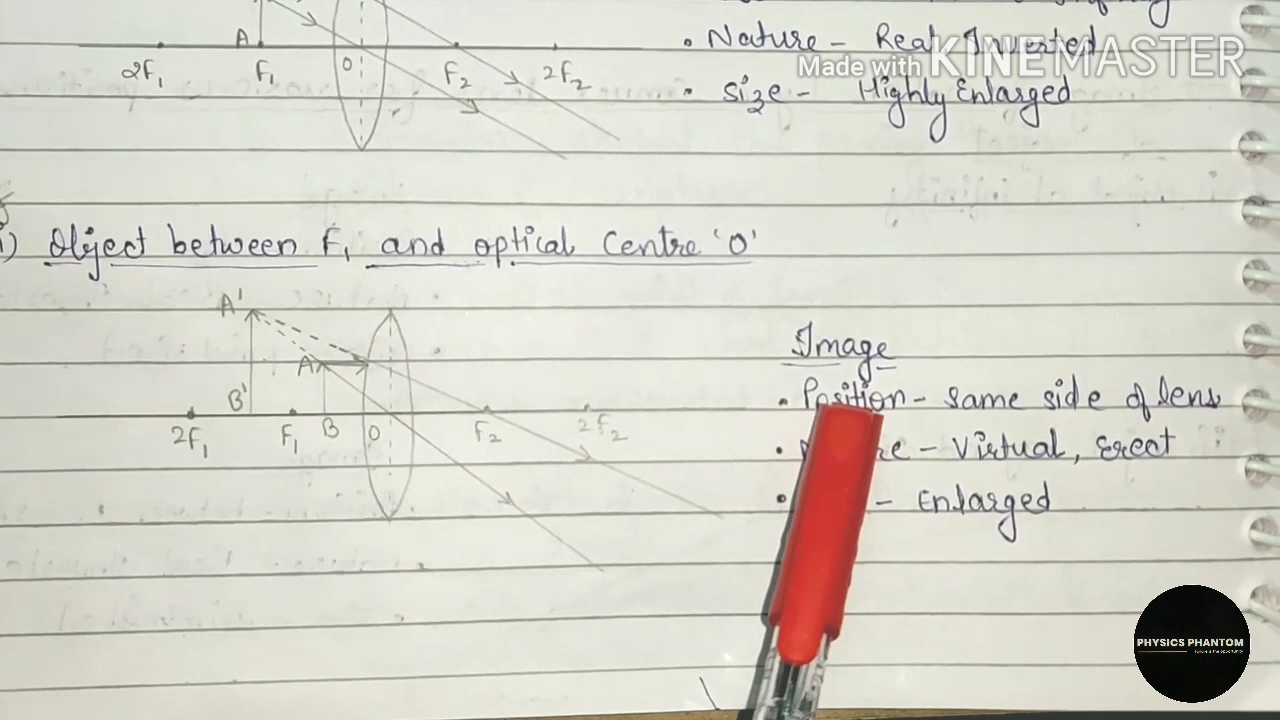 A
2F₁ F₁ O F₂ 2F₂
• Nature - Real, Inverted
Made with KINEMASTER
• Size - Highly Enlarged
i) Object between F₁ and optical Centre 'O'
A'
A
B'
2F₁ F₁ B O F₂ 2F₂
Image
• Position - same side of lens
- Virtual, Erect
- Enlarged
PHYSICS PHANTOM